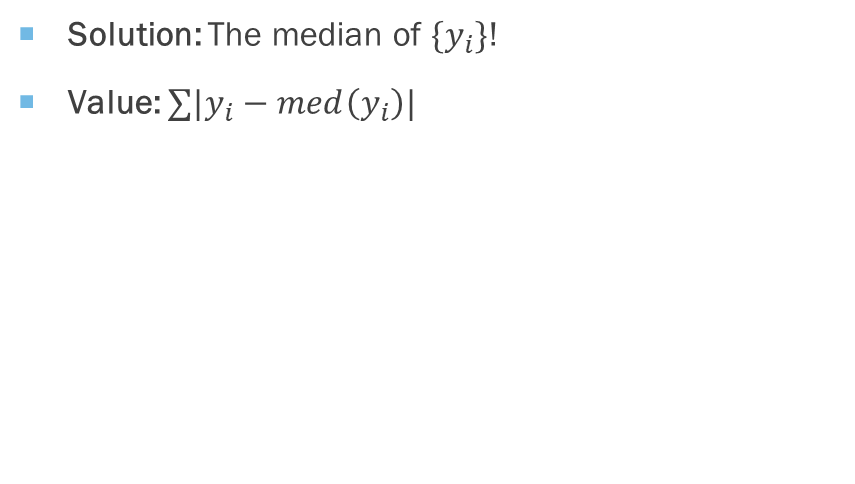 ▪ Solution: The median of {yᵢ}!
▪ Value: ∑|yᵢ − med(yᵢ)|